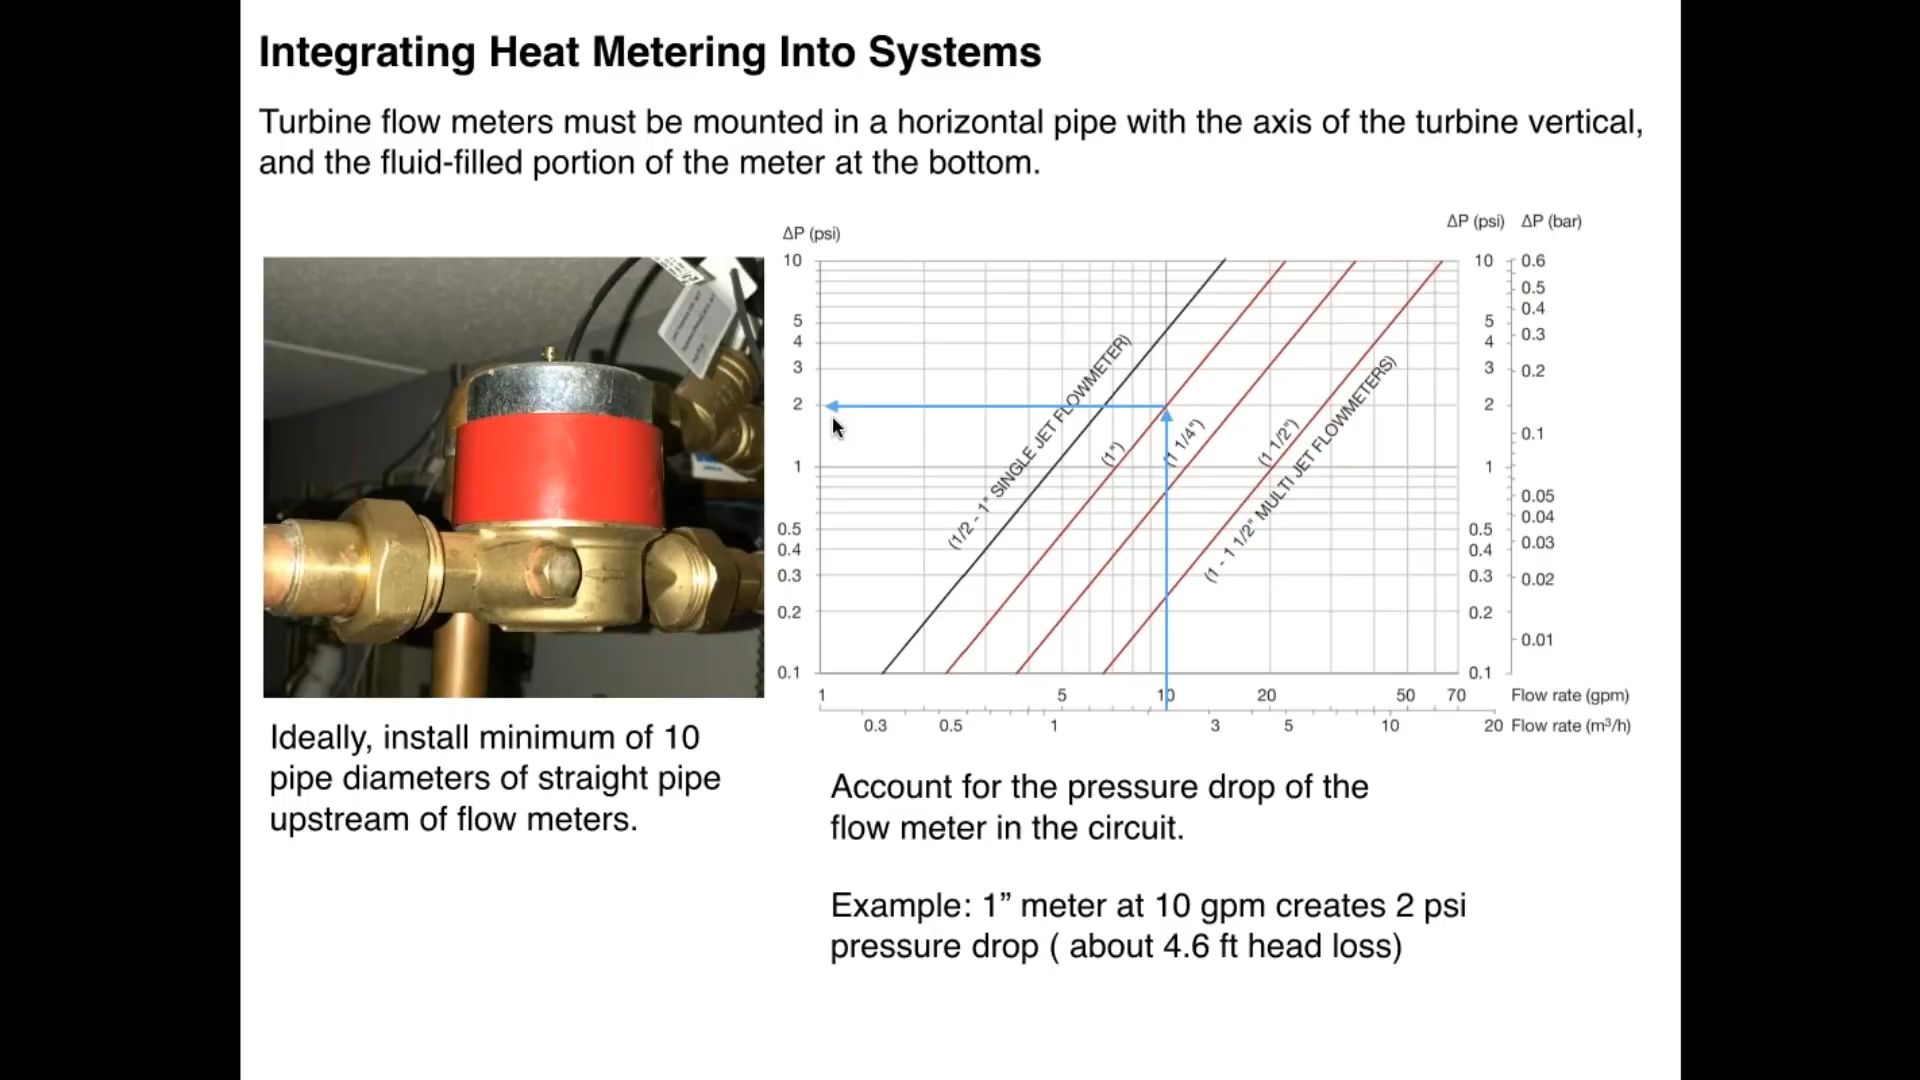 Integrating Heat Metering Into Systems
Turbine flow meters must be mounted in a horizontal pipe with the axis of the turbine vertical,
and the fluid-filled portion of the meter at the bottom.
ΔP (psi)
10
5
4
3
2
1
0.5
0.4
0.3
0.2
0.1
(1/2 - 1" SINGLE JET FLOWMETER)
(1")
(1 1/4")
(1-1/2")
(1 - 1 1/2" MULTI JET FLOWMETERS)
ΔP (psi) ΔP (bar)
10
5
4
3
2
1
0.5
0.4
0.3
0.2
0.1
0.6
0.5
0.4
0.3
0.2
0.1
0.05
0.04
0.03
0.02
0.01
1 5 10 20 50 70 Flow rate (gpm)
0.3 0.5 1 3 5 10 20 Flow rate (m³/h)
Ideally, install minimum of 10
pipe diameters of straight pipe
upstream of flow meters.
Account for the pressure drop of the
flow meter in the circuit.
Example: 1” meter at 10 gpm creates 2 psi
pressure drop ( about 4.6 ft head loss)